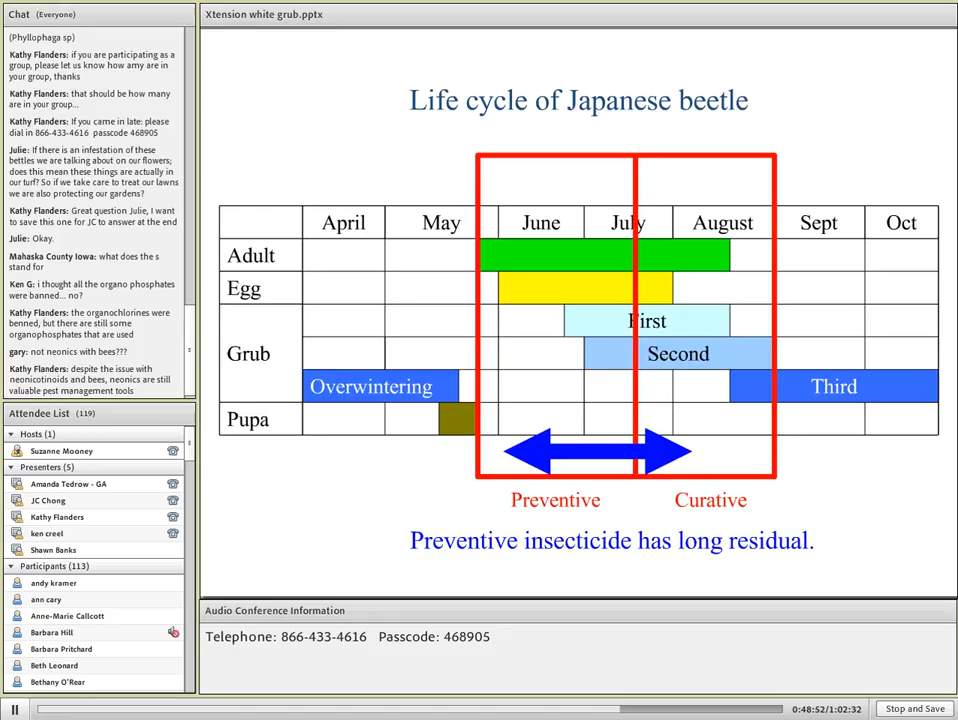 Chat (Everyone)
(Phyllophaga sp)
Kathy Flanders: if you are participating as a
group, please let us know how amy are in
your group, thanks
Kathy Flanders: that should be how many
are in your group...
Kathy Flanders: If you came in late: please
dial in 866-433-4616 passcode 468905
Julie: If there is an infestation of these
bettles we are talking about on our flowers;
does this mean these things are actually in
our turf? So if we take care to treat our lawns
we are also protecting our gardens?
Kathy Flanders: Great question Julie, I want
to save this one for JC to answer at the end
Julie: Okay.
Mahaska County Iowa: what does the s
stand for
Ken G: i thought all the organo phosphates
were banned... no?
Kathy Flanders: the organochlorines were
benned, but there are still some
organophosphates that are used
gary: not neonics with bees???
Kathy Flanders: despite the issue with
neonicotinoids and bees, neonics are still
valuable pest management tools
Attendee List (119)
Hosts (1)
Suzanne Mooney
Presenters (5)
Amanda Tedrow - GA
JC Chong
Kathy Flanders
ken creel
Shawn Banks
Participants (113)
andy kramer
ann cary
Anne-Marie Callcott
Barbara Hill
Barbara Pritchard
Beth Leonard
Bethany O'Rear
Xtension white grub.pptx
Life cycle of Japanese beetle
April May June July August Sept Oct
Adult
Egg
First
Grub Second
Overwintering Third
Pupa
Preventive Curative
Preventive insecticide has long residual.
Audio Conference Information
Telephone: 866-433-4616 Passcode: 468905
0:48:52/1:02:32 Stop and Save